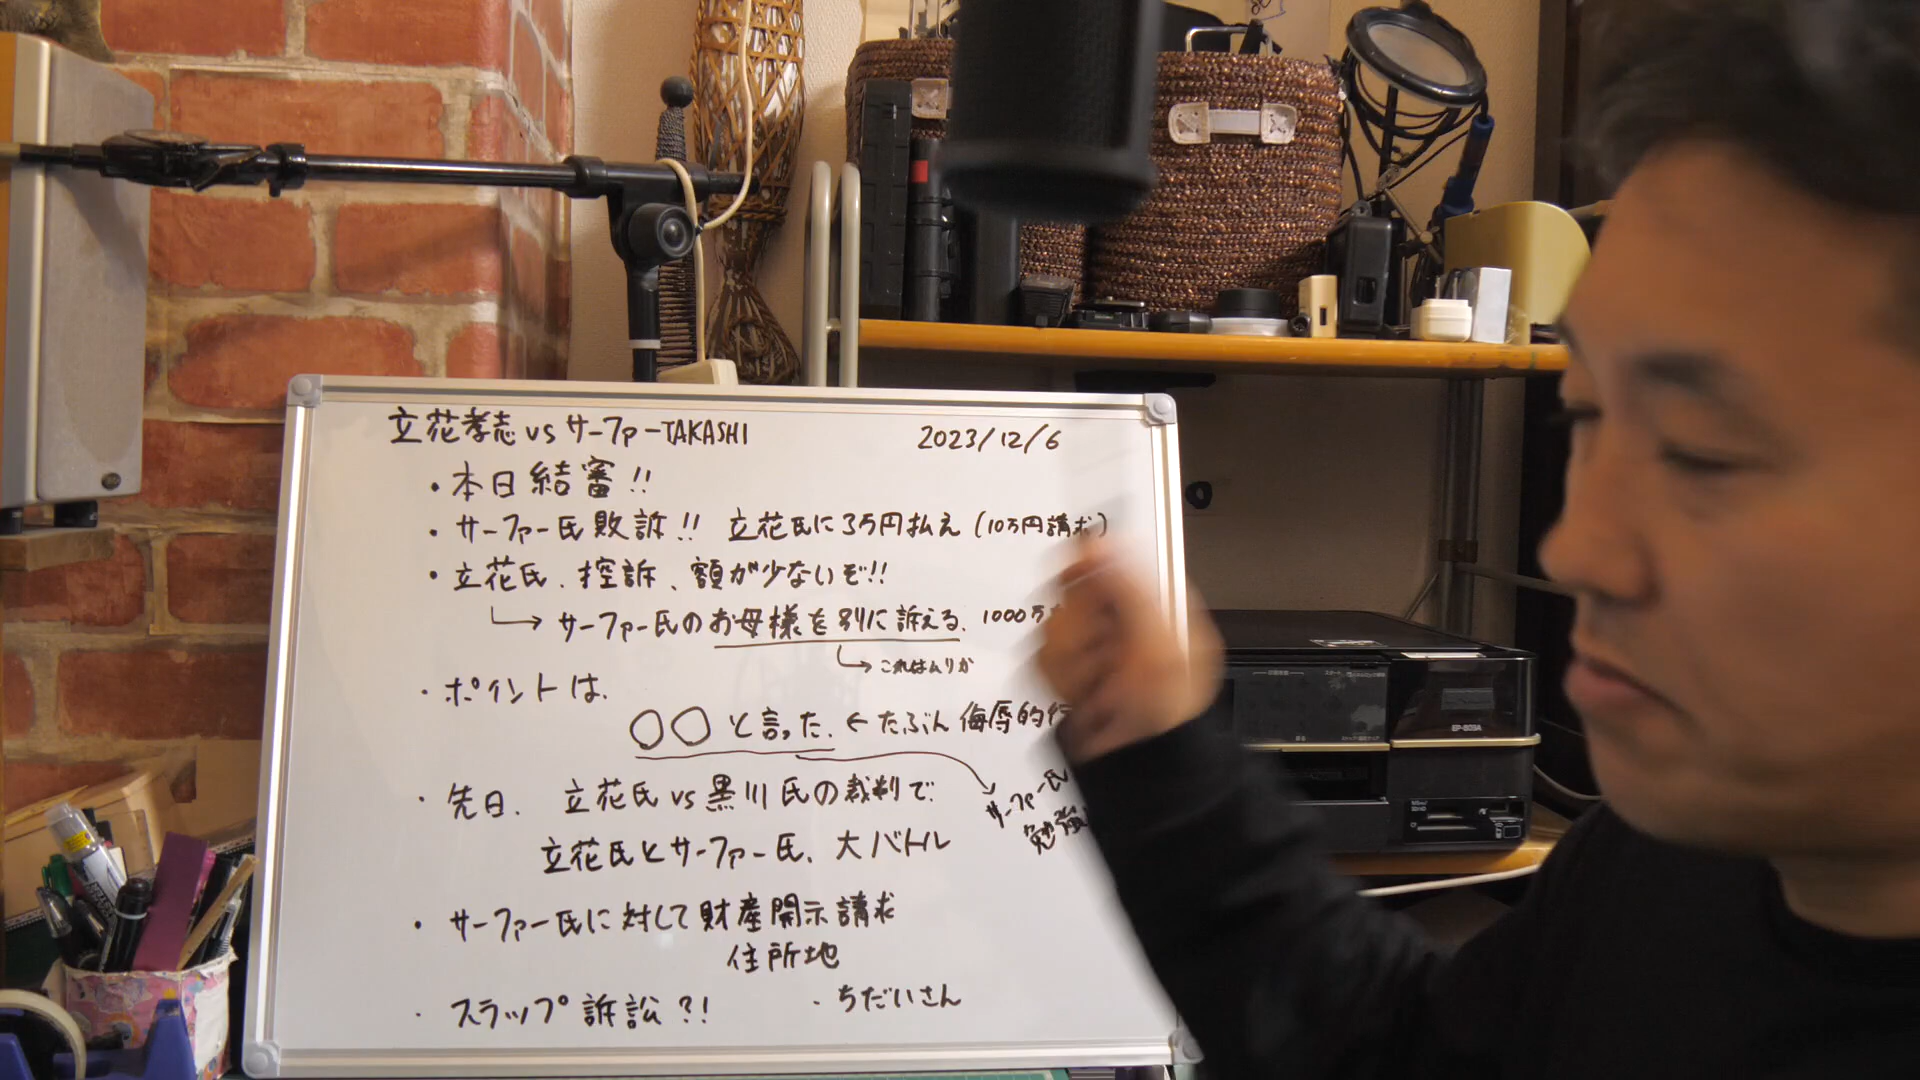 立花孝志 vs サーファーTAKASHI 2023/12/6
・本日結審!!
・サーファー氏敗訴!! 立花氏に3万円払え (10万円請求)
・立花氏、控訴、額が少ないぞ!!
→ サーファー氏のお母様を別に訴える、1000万
→ これはムリか
・ポイントは、
○○と言った、← たぶん侮辱的行
サーファー氏
勉強
・先日、立花氏 vs 黒川氏の裁判で
立花氏とサーファー氏、大バトル
・サーファー氏に対して財産開示請求
住所地
・スラップ訴訟?! ・ちだいさん
EP-803A